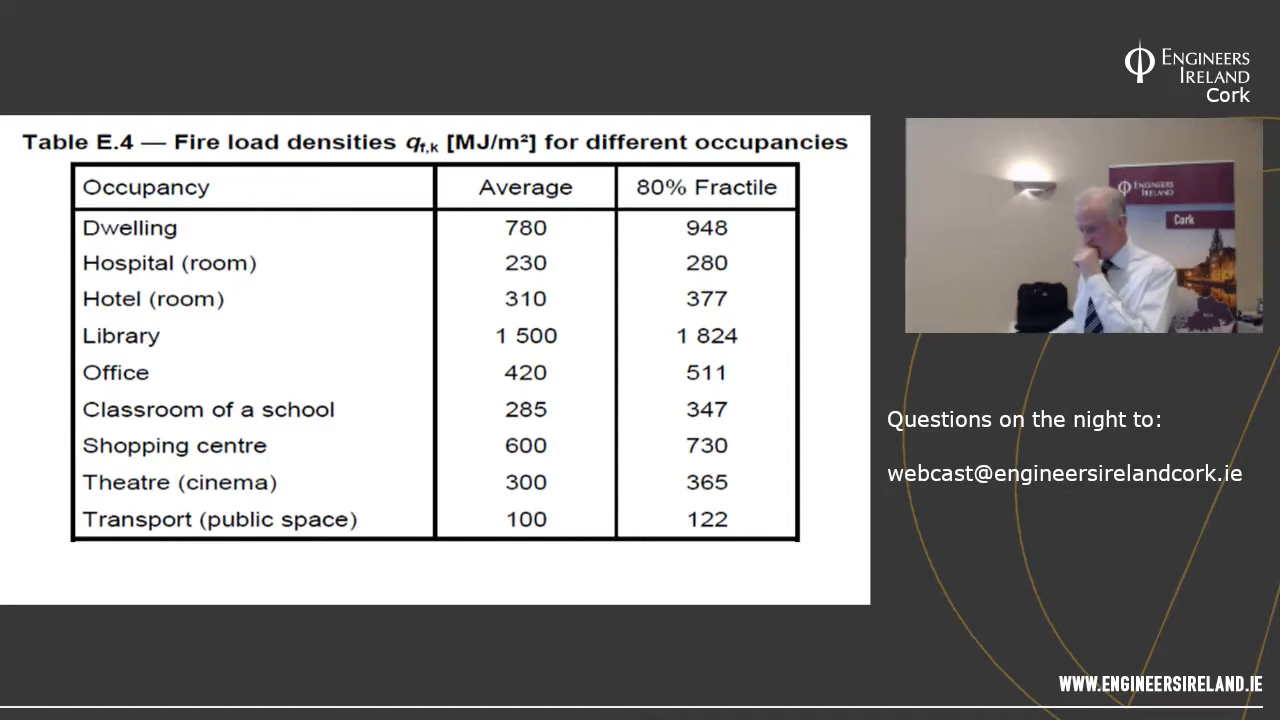 ENGINEERS
IRELAND
Cork
Table E.4 — Fire load densities qf,k [MJ/m²] for different occupancies
Occupancy Average 80% Fractile
Dwelling 780 948
Hospital (room) 230 280
Hotel (room) 310 377
Library 1 500 1 824
Office 420 511
Classroom of a school 285 347
Shopping centre 600 730
Theatre (cinema) 300 365
Transport (public space) 100 122
ENGINEERS
IRELAND
Cork
Questions on the night to:
webcast@engineersirelandcork.ie
WWW.ENGINEERSIRELAND.IE